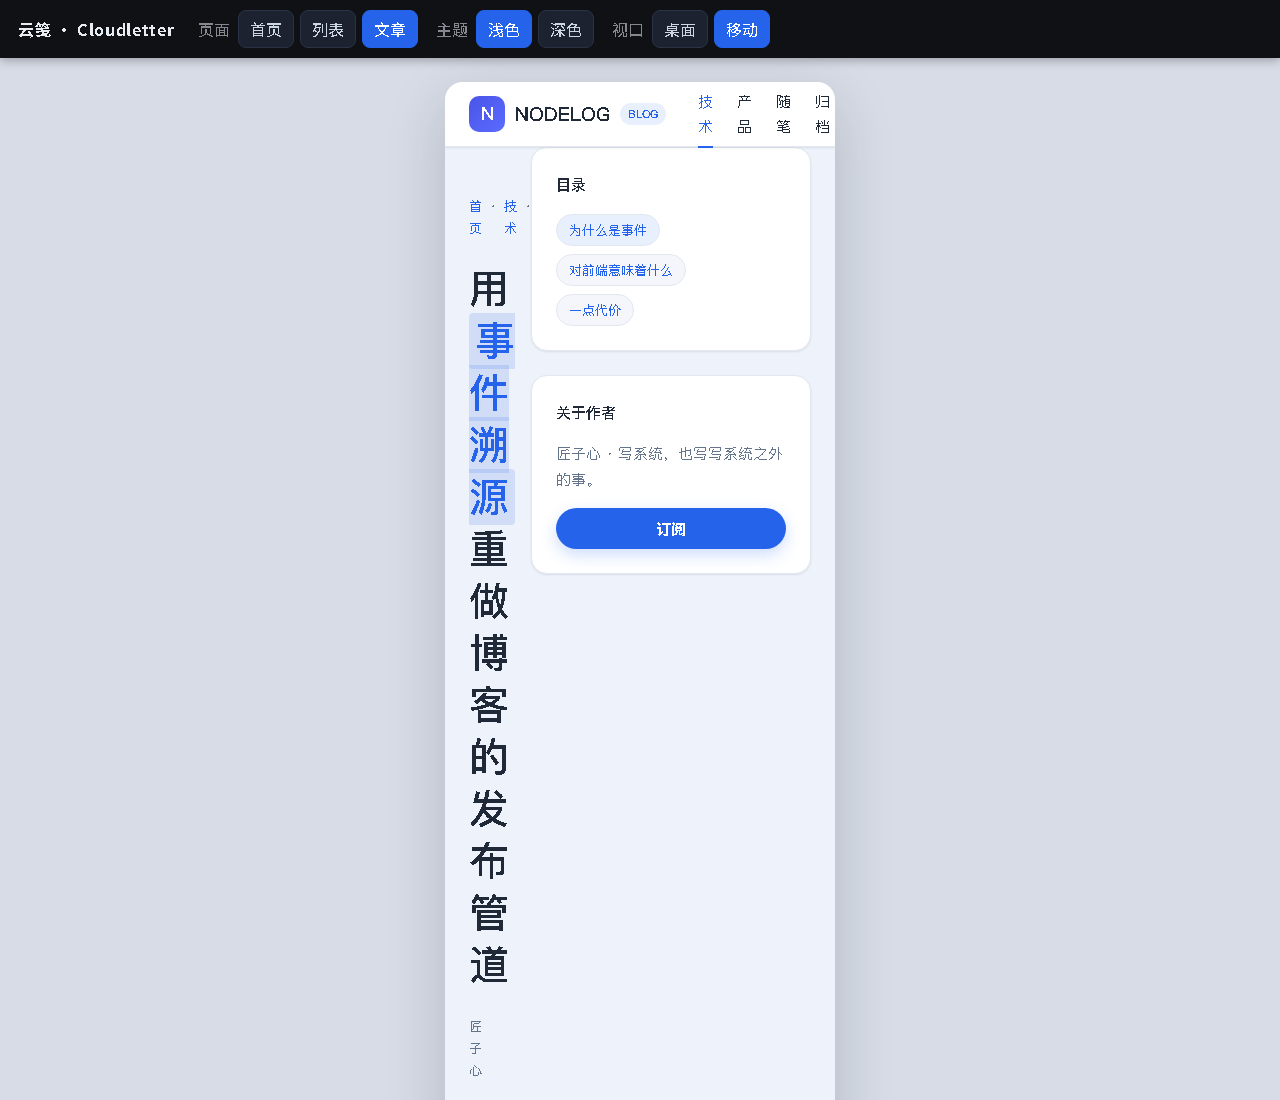 云笺 · Cloudletter 页面 首页 列表 文章 主题 浅色 深色 视口 桌面 移动
N NODELOG BLOG
技术
产品
随笔
归档
首页 · 技术 ·
用
事
件
溯
源
重
做
博
客
的
发
布
管
道
匠
子
心
目录
为什么是事件
对前端意味着什么
一点代价
关于作者
匠子心 · 写系统，也写写系统之外
的事。
订阅